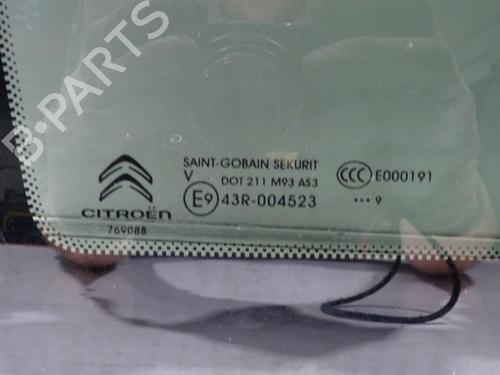 B-PARTS
SAINT-GOBAIN SEKURIT
V DOT 211 M93 AS3
E9 43R-004523
CCC E000191
••• 9
CITROËN
769088